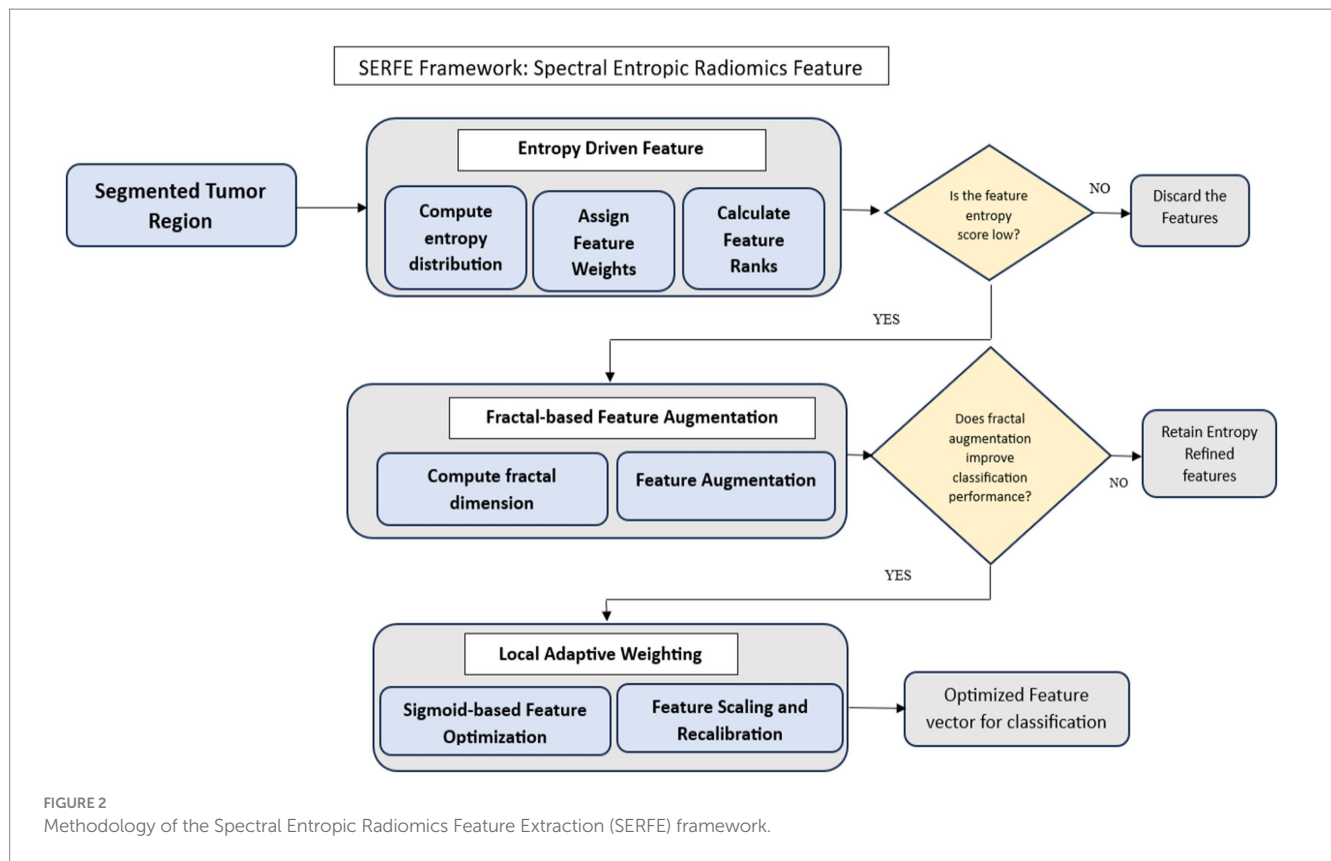 SERFE Framework: Spectral Entropic Radiomics Feature
Segmented Tumor
Region
Entropy Driven Feature
Compute
entropy
distribution
Assign
Feature
Weights
Calculate
Feature
Ranks
Is the feature
entropy
score low?
NO
Discard the
Features
YES
Fractal-based Feature Augmentation
Compute fractal
dimension
Feature Augmentation
Does fractal
augmentation
improve
classification
performance?
NO
Retain Entropy
Refined
features
YES
Local Adaptive Weighting
Sigmoid-based Feature
Optimization
Feature Scaling and
Recalibration
Optimized Feature
vector for classification
FIGURE 2
Methodology of the Spectral Entropic Radiomics Feature Extraction (SERFE) framework.